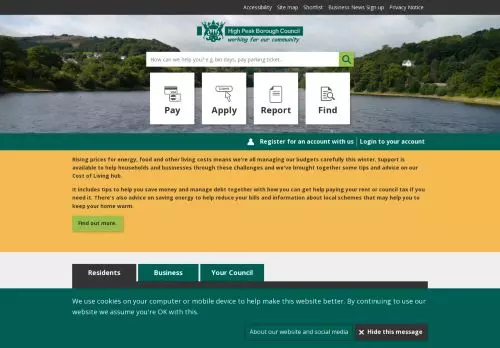 Accessibility Site map Shortlist Business News Sign up Privacy Notice
High Peak Borough Council
working for our community
How can we help you? e.g. bin days, pay parking ticket...
Pay Apply Report Find
Register for an account with us Login to your account
Rising prices for energy, food and other living costs means we're all managing our budgets carefully this winter. Support is
available to help households and businesses through these challenges and we've brought together some tips and advice on our
Cost of Living hub.
It includes tips to help you save money and manage debt together with how you can get help paying your rent or council tax if you
need it. There's also advice on saving energy to help reduce your bills and information about local schemes that may help you to
keep your home warm.
Find out more.
Residents Business Your Council
We use cookies on your computer or mobile device to help make this website better. By continuing to use our
website we assume you're OK with this.
About our website and social media Hide this message